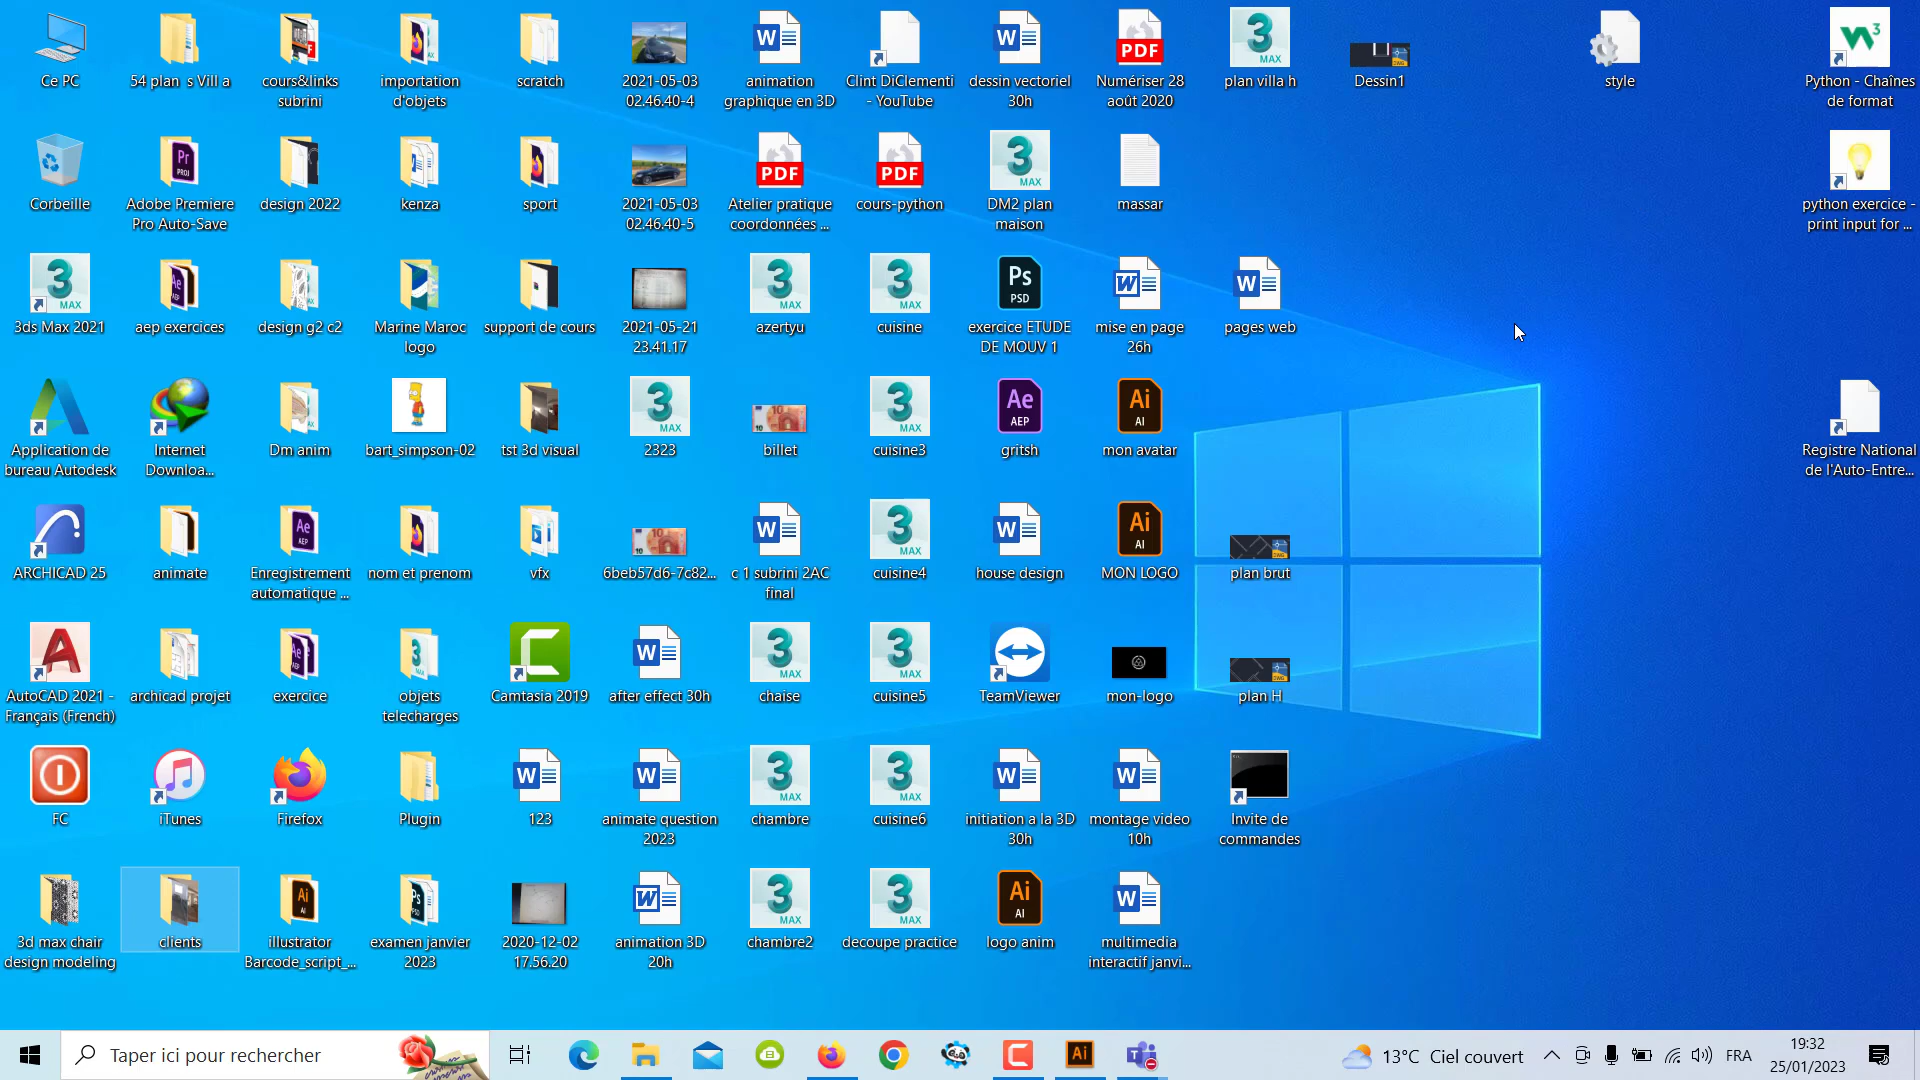 Ce PC
54 plan  s Vill a
cours&links
subrini
importation
d'objets
scratch
2021-05-03
02.46.40-4
animation
graphique en 3D
Clint DiClementi
- YouTube
dessin vectoriel
30h
Numériser 28
août 2020
plan villa h
Dessin1
style
Python - Chaînes
de format
Corbeille
Adobe Premiere
Pro Auto-Save
design 2022
kenza
sport
2021-05-03
02.46.40-5
Atelier pratique
coordonnées ...
cours-python
DM2 plan
maison
massar
python exercice -
print input for ...
3ds Max 2021
aep exercices
design g2 c2
Marine Maroc
logo
support de cours
2021-05-21
23.41.17
azertyu
cuisine
exercice ETUDE
DE MOUV 1
mise en page
26h
pages web
Application de
bureau Autodesk
Internet
Downloa...
Dm anim
bart_simpson-02
tst 3d visual
2323
billet
cuisine3
gritsh
mon avatar
Registre National
de l'Auto-Entre...
ARCHICAD 25
animate
Enregistrement
automatique ...
nom et prenom
vfx
6beb57d6-7c82...
c 1 subrini 2AC
final
cuisine4
house design
MON LOGO
plan brut
AutoCAD 2021 -
Français (French)
archicad projet
exercice
objets
telecharges
Camtasia 2019
after effect 30h
chaise
cuisine5
TeamViewer
mon-logo
plan H
FC
iTunes
Firefox
Plugin
123
animate question
2023
chambre
cuisine6
initiation a la 3D
30h
montage video
10h
Invite de
commandes
3d max chair
design modeling
clients
illustrator
Barcode_script_...
examen janvier
2023
2020-12-02
17.56.20
animation 3D
20h
chambre2
decoupe practice
logo anim
multimedia
interactif janvi...
Taper ici pour rechercher
13°C Ciel couvert
FRA
19:32
25/01/2023